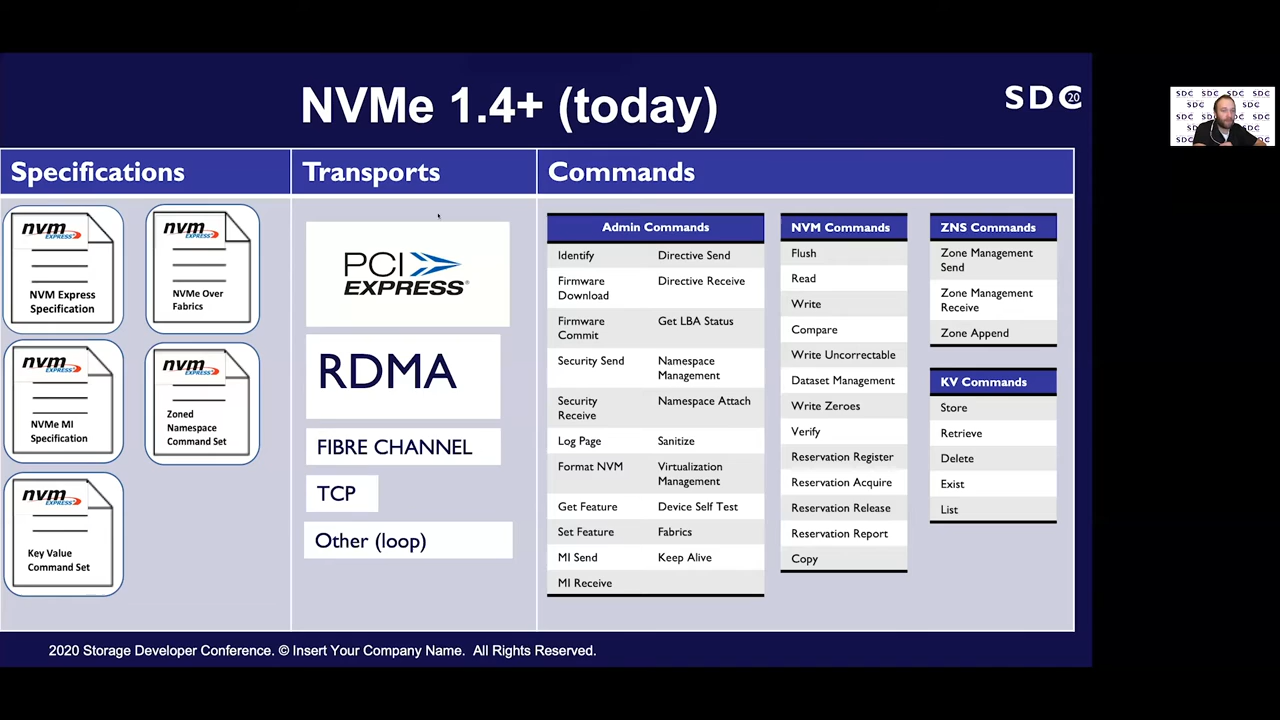 NVMe 1.4+ (today)
SDC 20
Specifications
Transports
Commands
nvm
EXPRESS
NVM Express
Specification
nvm
EXPRESS
NVMe Over
Fabrics
nvm
EXPRESS
NVMe MI
Specification
nvm
EXPRESS
Zoned
Namespace
Command Set
nvm
EXPRESS
Key Value
Command Set
PCI
EXPRESS®
RDMA
FIBRE CHANNEL
TCP
Other (loop)
Admin Commands
Identify
Directive Send
Firmware
Download
Directive Receive
Firmware
Commit
Get LBA Status
Security Send
Namespace
Management
Security
Receive
Namespace Attach
Log Page
Sanitize
Format NVM
Virtualization
Management
Get Feature
Device Self Test
Set Feature
Fabrics
MI Send
Keep Alive
MI Receive
NVM Commands
Flush
Read
Write
Compare
Write Uncorrectable
Dataset Management
Write Zeroes
Verify
Reservation Register
Reservation Acquire
Reservation Release
Reservation Report
Copy
ZNS Commands
Zone Management
Send
Zone Management
Receive
Zone Append
KV Commands
Store
Retrieve
Delete
Exist
List
2020 Storage Developer Conference. © Insert Your Company Name. All Rights Reserved.